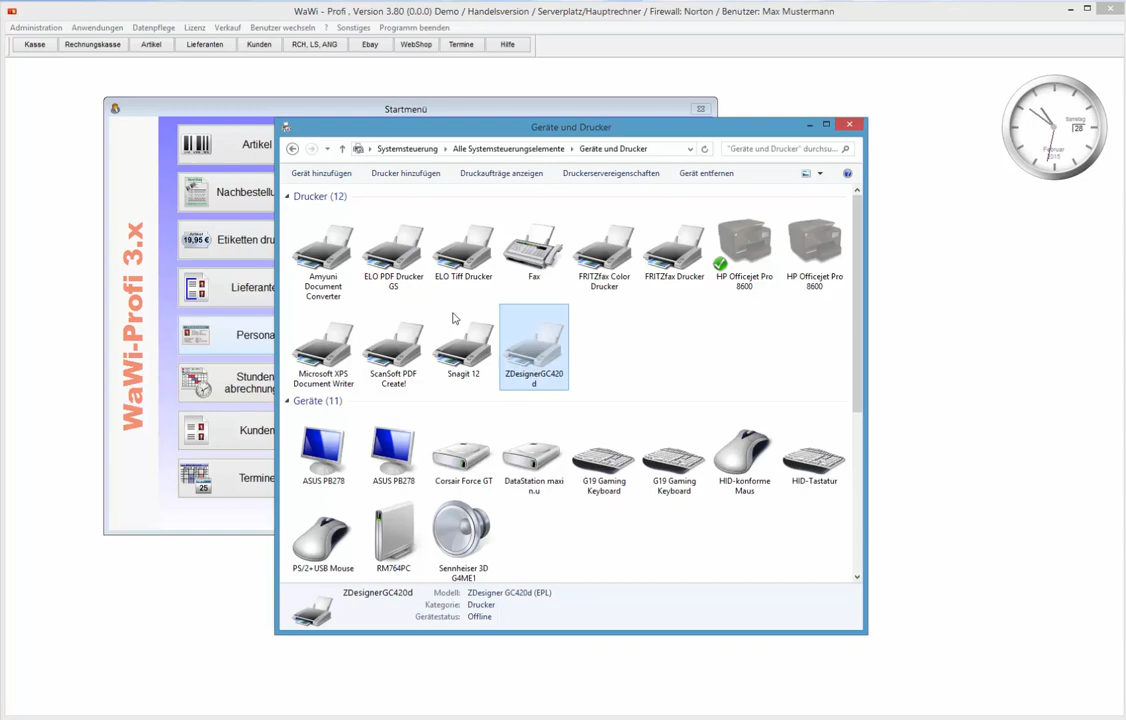 WaWi - Profi , Version 3.80 (0.0.0) Demo / Handelsversion / Serverplatz/Hauptrechner / Firewall: Norton / Benutzer: Max Mustermann
Administration Anwendungen Datenpflege Lizenz Verkauf Benutzer wechseln ? Sonstiges Programm beenden
Kasse Rechnungskasse Artikel Lieferanten Kunden RCH, LS, ANG Ebay WebShop Termine Hilfe
Samstag
28
Februar
2015
Startmenü
WaWi-Profi 3.x
Artikel
Nachbestellu
19,95 €
Etiketten dru
Lieferante
Persona
Stunden
abrechnung
Kunden
25
Termine
Geräte und Drucker
Systemsteuerung Alle Systemsteuerungselemente Geräte und Drucker
"Geräte und Drucker" durchsu...
Gerät hinzufügen Drucker hinzufügen Druckaufträge anzeigen Druckerservereigenschaften Gerät entfernen
Drucker (12)
Amyuni
Document
Converter
ELO PDF Drucker
GS
ELO Tiff Drucker
Fax
FRITZfax Color
Drucker
FRITZfax Drucker
HP Officejet Pro
8600
HP Officejet Pro
8600
Microsoft XPS
Document Writer
ScanSoft PDF
Create!
Snagit 12
ZDesignerGC420
d
Geräte (11)
ASUS PB278
ASUS PB278
Corsair Force GT
DataStation maxi
n.u
G19 Gaming
Keyboard
G19 Gaming
Keyboard
HID-konforme
Maus
HID-Tastatur
PS/2+USB Mouse
RM764PC
Sennheiser 3D
G4ME1
ZDesignerGC420d
Modell: ZDesigner GC420d (EPL)
Kategorie: Drucker
Gerätestatus: Offline